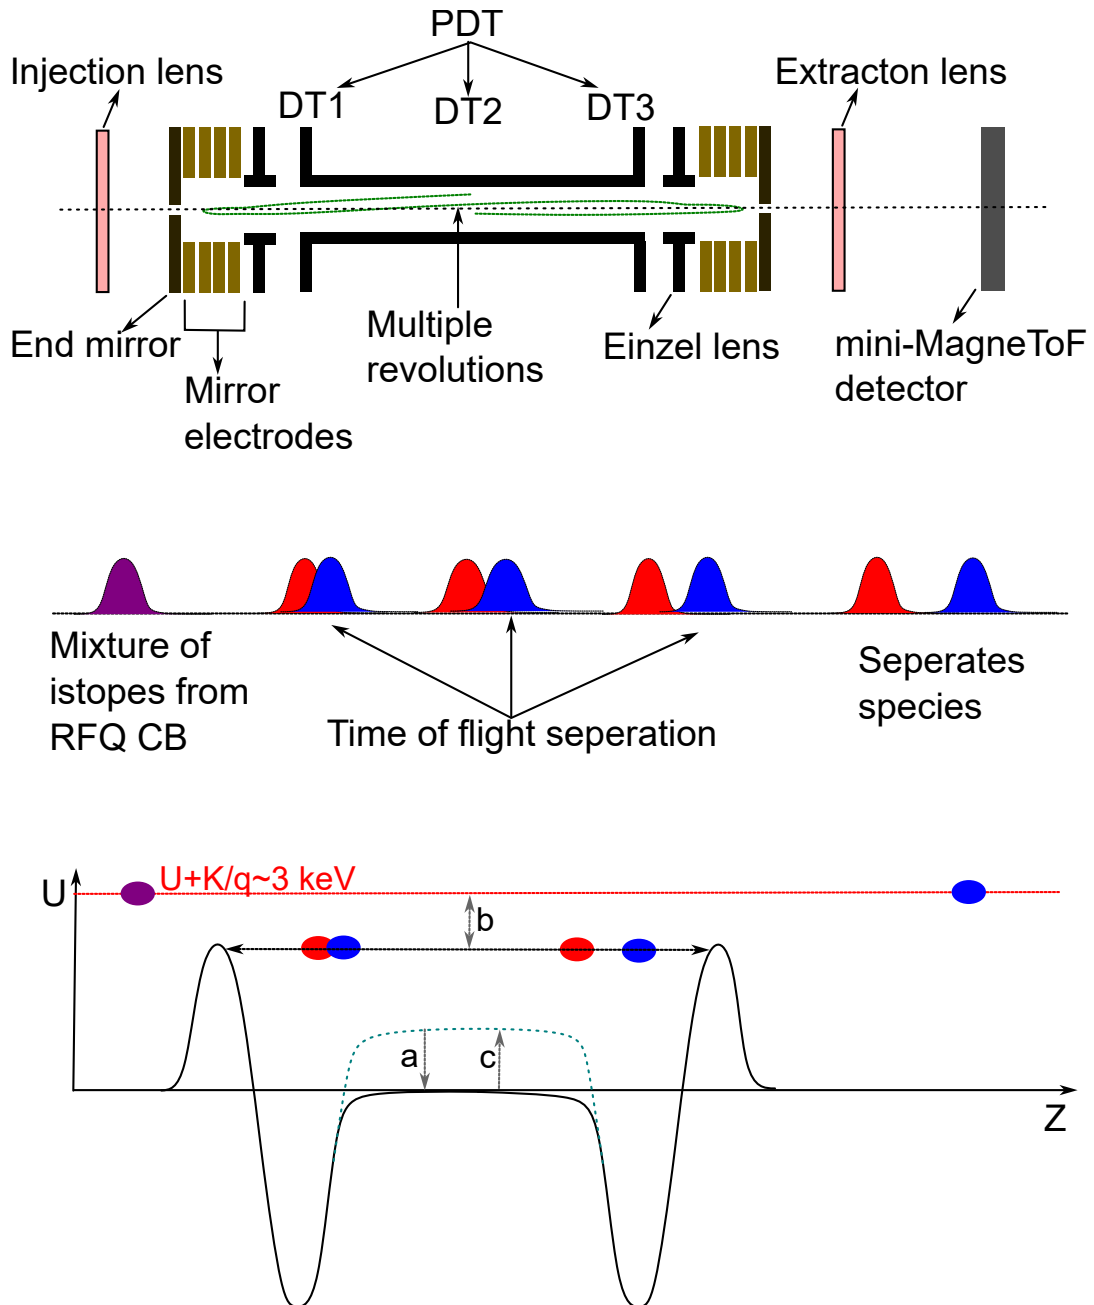 PDT
Injection lens
Extracton lens
DT1
DT2
DT3
End mirror
Mirror
electrodes
Multiple
revolutions
Einzel lens
mini-MagneToF
detector
Mixture of
istopes from
RFQ CB
Time of flight seperation
Seperates
species
U
U+K/q~3 keV
b
a
c
Z